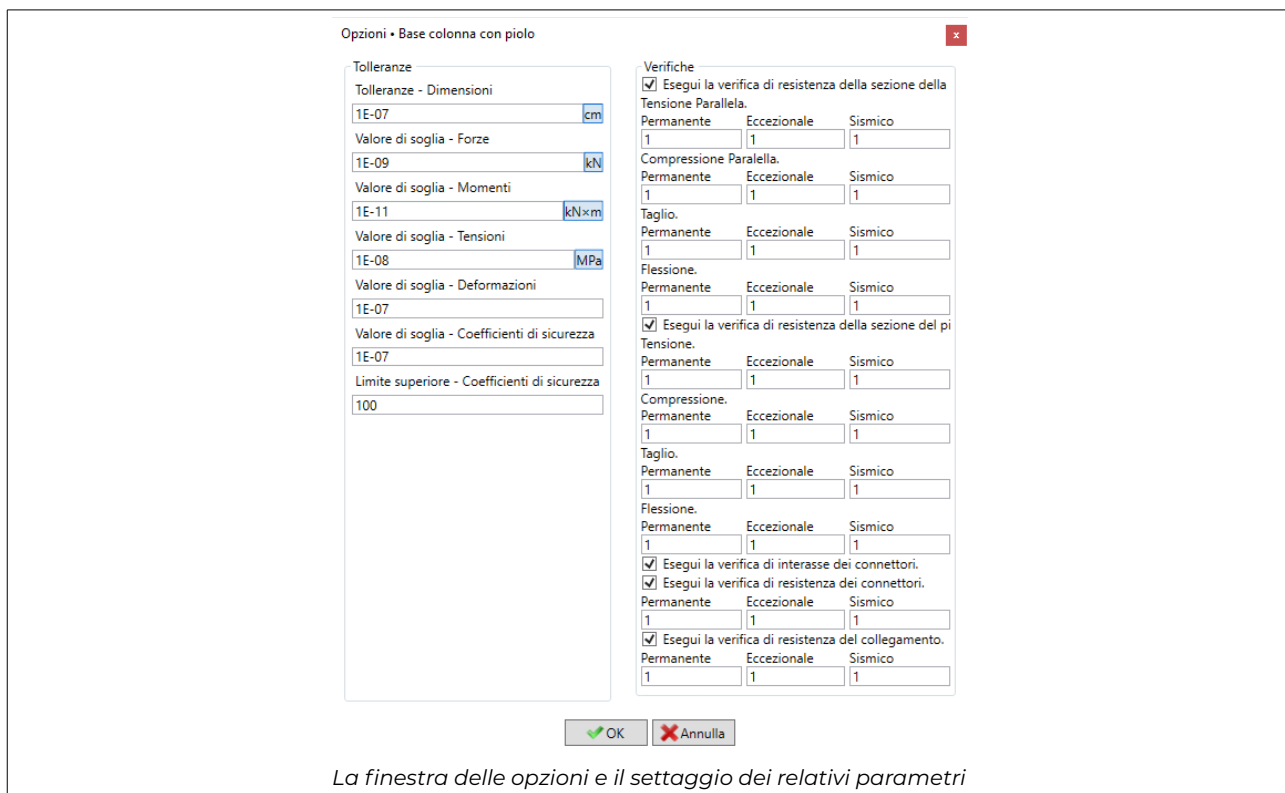 Opzioni • Base colonna con piolo
x
Tolleranze
Tolleranze - Dimensioni
1E-07 cm
Valore di soglia - Forze
1E-09 kN
Valore di soglia - Momenti
1E-11 kN×m
Valore di soglia - Tensioni
1E-08 MPa
Valore di soglia - Deformazioni
1E-07
Valore di soglia - Coefficienti di sicurezza
1E-07
Limite superiore - Coefficienti di sicurezza
100
Verifiche
Esegui la verifica di resistenza della sezione della
Tensione Parallela.
Permanente Eccezionale Sismico
1 1 1
Compressione Paralella.
Permanente Eccezionale Sismico
1 1 1
Taglio.
Permanente Eccezionale Sismico
1 1 1
Flessione.
Permanente Eccezionale Sismico
1 1 1
Esegui la verifica di resistenza della sezione del pi
Tensione.
Permanente Eccezionale Sismico
1 1 1
Compressione.
Permanente Eccezionale Sismico
1 1 1
Taglio.
Permanente Eccezionale Sismico
1 1 1
Flessione.
Permanente Eccezionale Sismico
1 1 1
Esegui la verifica di interasse dei connettori.
Esegui la verifica di resistenza dei connettori.
Permanente Eccezionale Sismico
1 1 1
Esegui la verifica di resistenza del collegamento.
Permanente Eccezionale Sismico
1 1 1
OK Annulla
La finestra delle opzioni e il settaggio dei relativi parametri